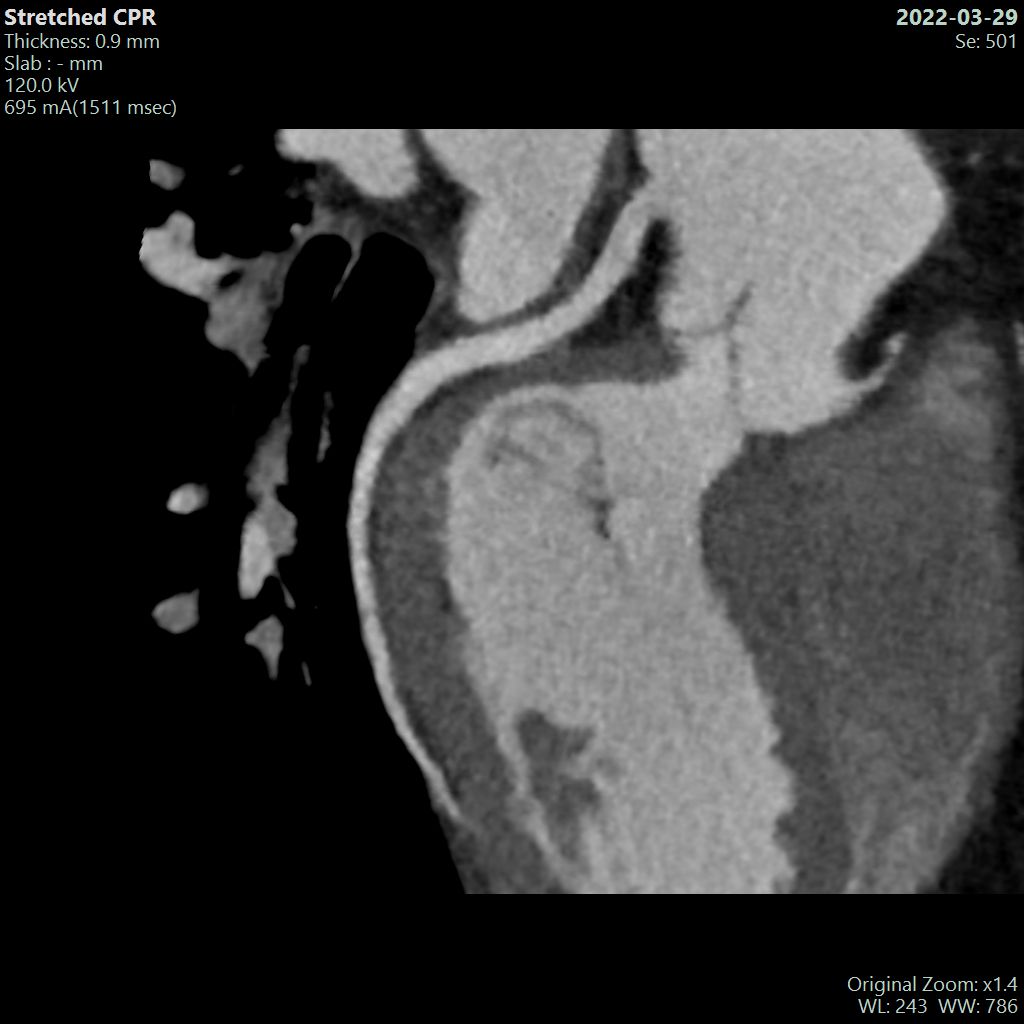 Stretched CPR
Thickness: 0.9 mm
Slab : - mm
120.0 kV
695 mA(1511 msec)
2022-03-29
Se: 501
Original Zoom: x1.4
WL: 243 WW: 786